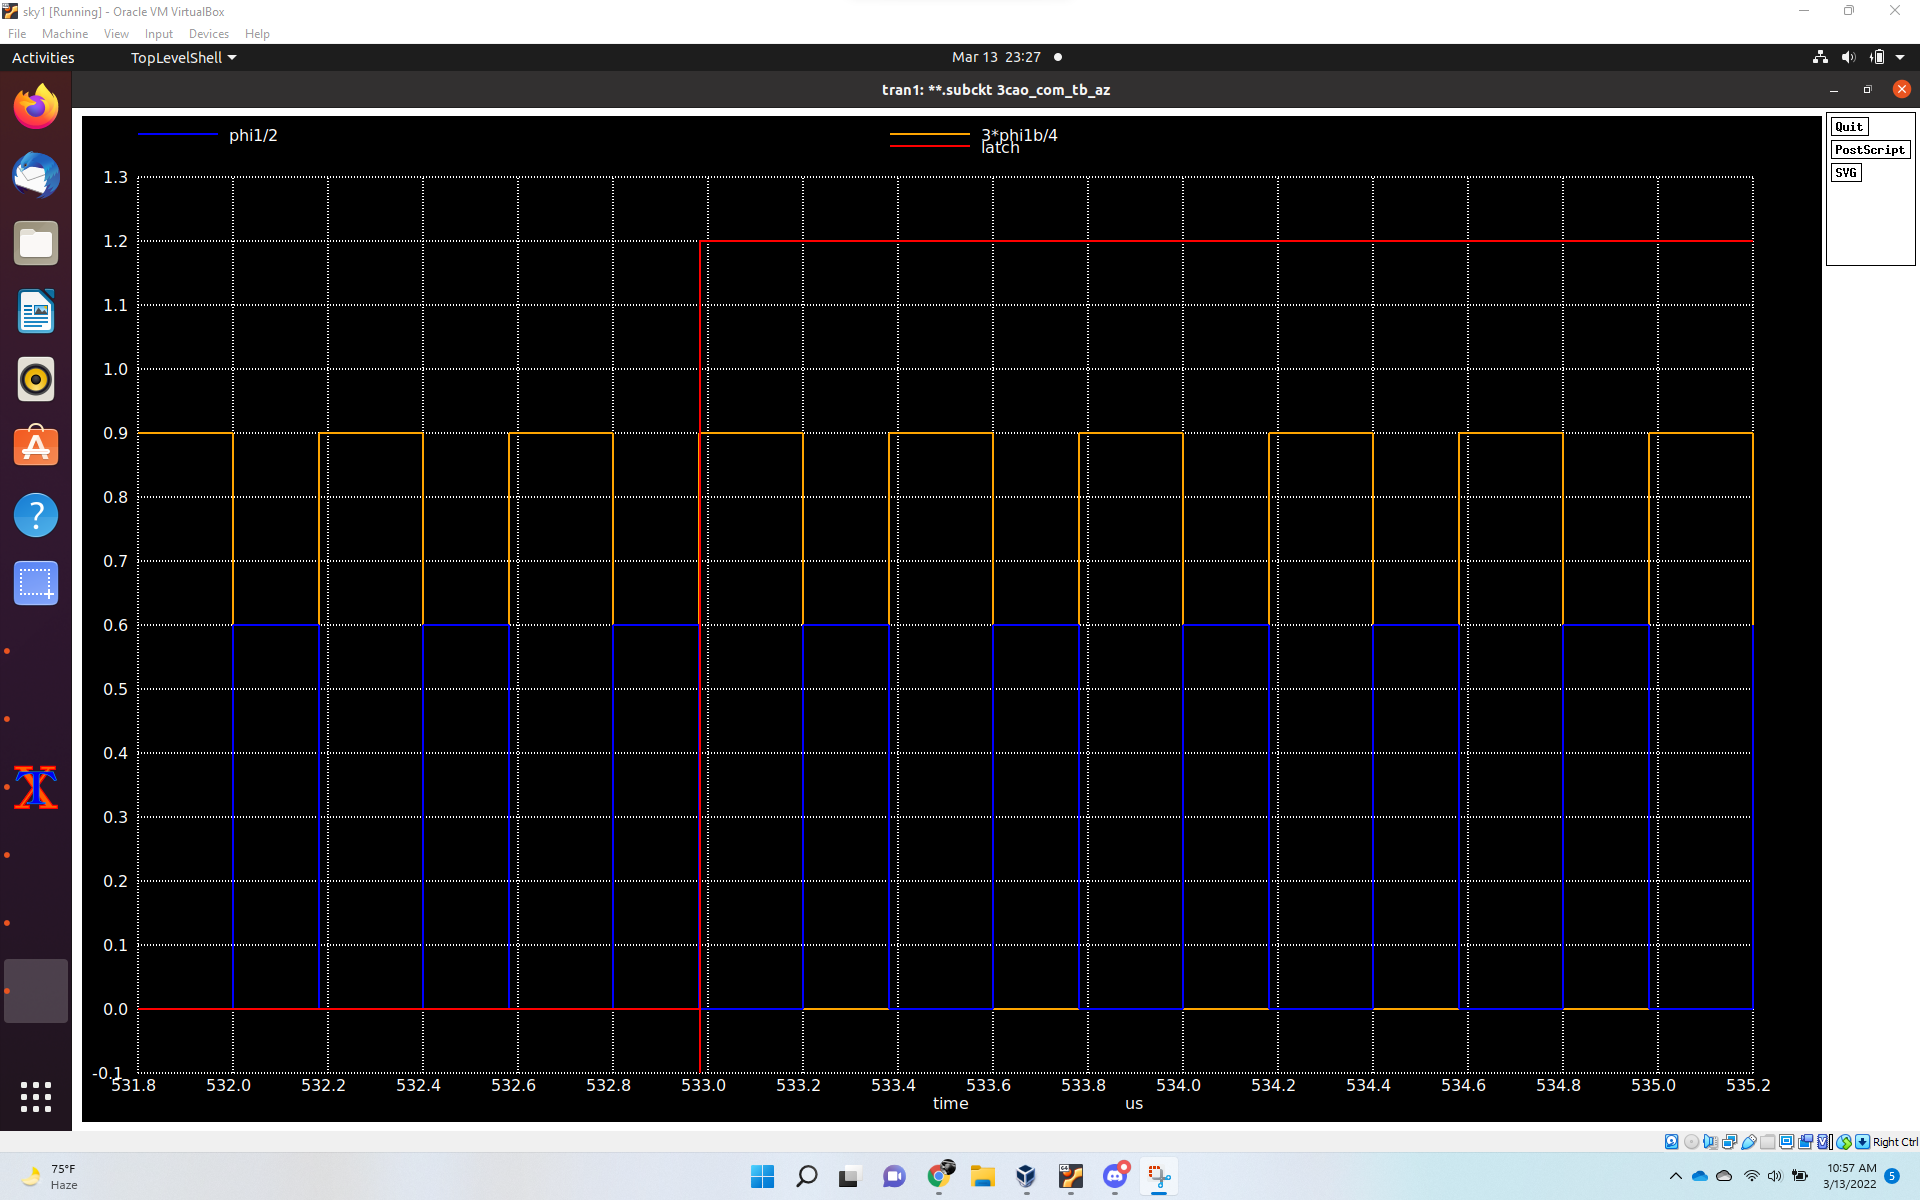 sky1 [Running] - Oracle VM VirtualBox
File Machine View Input Devices Help
Activities TopLevelShell Mar 13 23:27
tran1: **.subckt 3cao_com_tb_az
phi1/2 3*phi1b/4
latch
Quit
PostScript
SVG
1.3
1.2
1.1
1.0
0.9
0.8
0.7
0.6
0.5
0.4
0.3
0.2
0.1
0.0
-0.1
531.8 532.0 532.2 532.4 532.6 532.8 533.0 533.2 533.4 533.6 533.8 534.0 534.2 534.4 534.6 534.8 535.0 535.2
time us
Right Ctrl
75°F
Haze
10:57 AM
3/13/2022
5